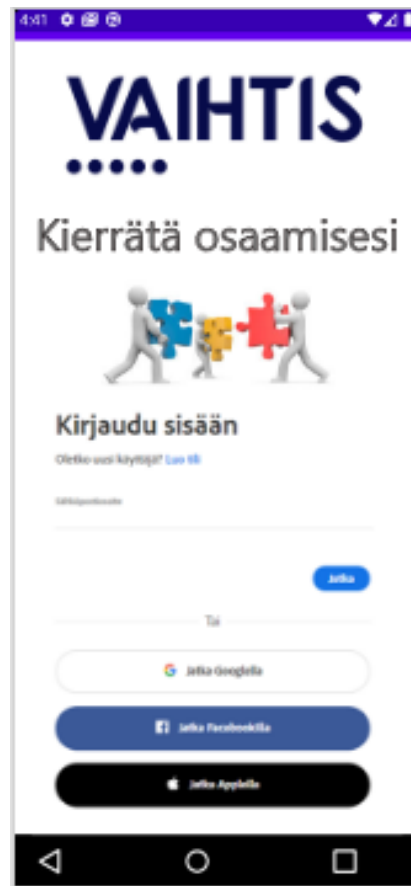 4:41
VAIHTIS
Kierrätä osaamisesi
Kirjaudu sisään
Oletko uusi käyttäjä? Luo tili
Sähköpostiosoite
Jatka
Tai
Jatka Googlella
Jatka Facebookilla
Jatka Applella